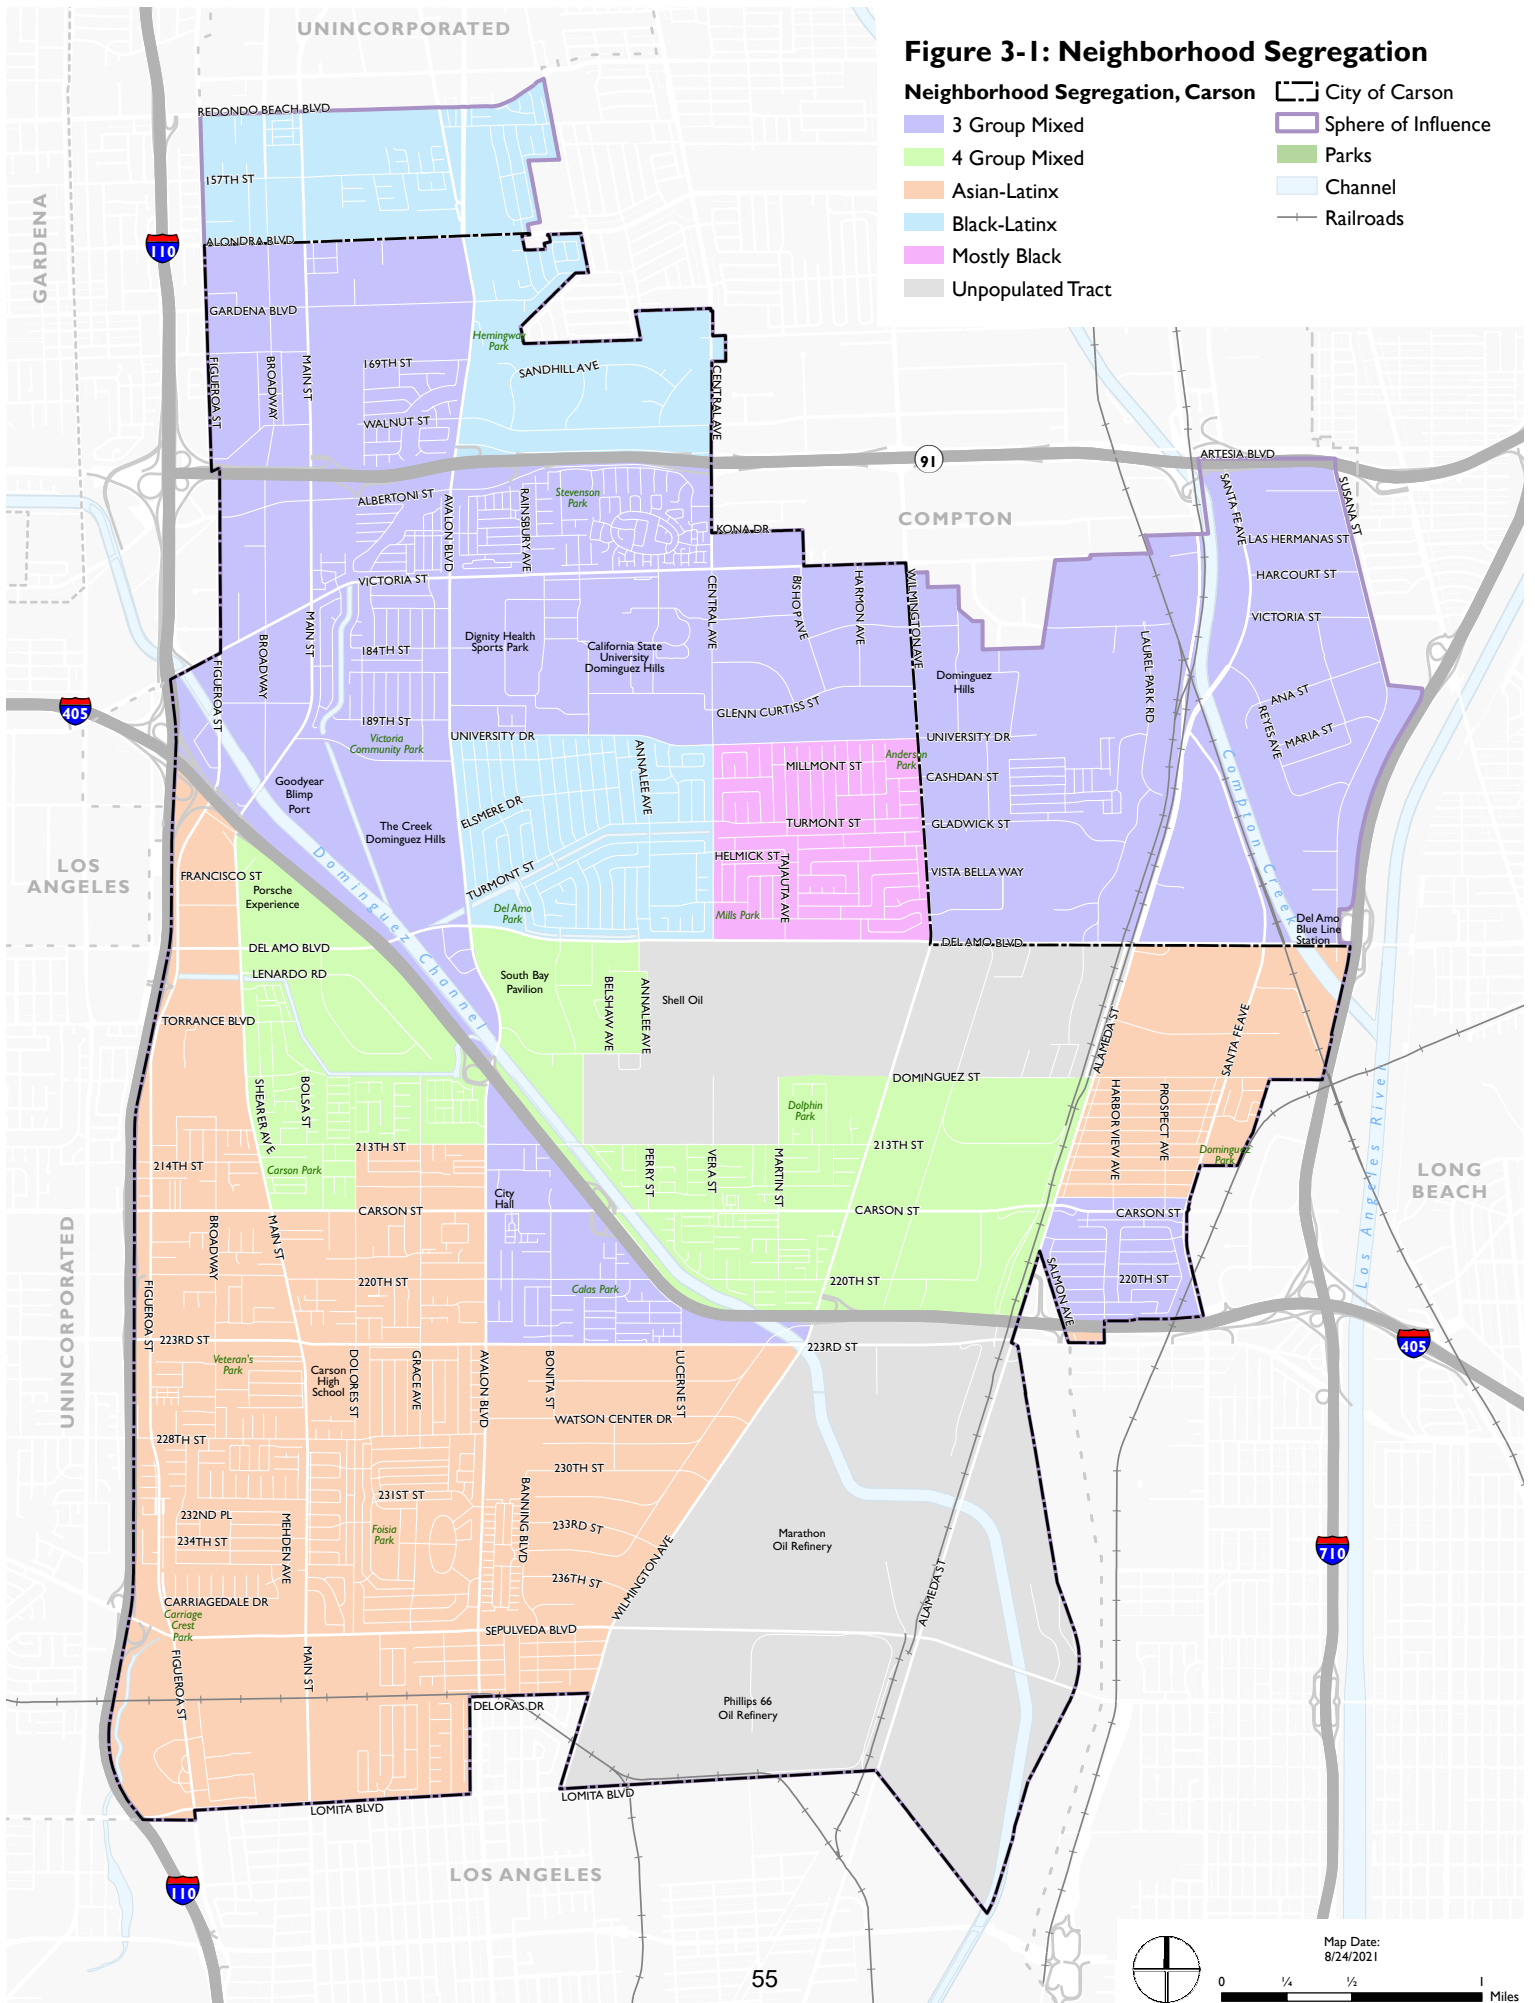 UNINCORPORATED
Figure 3-1: Neighborhood Segregation
Neighborhood Segregation, Carson
3 Group Mixed
4 Group Mixed
Asian-Latinx
Black-Latinx
Mostly Black
Unpopulated Tract
City of Carson
Sphere of Influence
Parks
Channel
Railroads
REDONDO BEACH BLVD
157TH ST
GARDENA
110
ALONDRA BLVD
GARDENA BLVD
Hemingway
Park
169TH ST
SANDHILL AVE
FIGUEROA ST
BROADWAY
MAIN ST
CENTRAL AVE
WALNUT ST
91
ARTESIA BLVD
ALBERTONI ST
AVALON BLVD
RAINSBURY AVE
Stevenson
Park
KONA DR
COMPTON
SANTA FE AVE
SUSANA ST
LAS HERMANAS ST
VICTORIA ST
HARCOURT ST
CENTRAL AVE
BISHOP AVE
HARMON AVE
WILMINGTON AVE
VICTORIA ST
MAIN ST
BROADWAY
184TH ST
Dignity Health
Sports Park
California State
University
Dominguez Hills
LAUREL PARK RD
FIGUEROA ST
Dominguez
Hills
ANA ST
405
189TH ST
GLENN CURTISS ST
REYES AVE
MARIA ST
Victoria
Community Park
UNIVERSITY DR
UNIVERSITY DR
ANNALEE AVE
MILLMONT ST
Anderson
Park
CASHDAN ST
Compton Creek
Goodyear
Blimp
Port
ELSMERE DR
The Creek
Dominguez Hills
TURMONT ST
GLADWICK ST
LOS
ANGELES
HELMICK ST
TAJAUTA AVE
FRANCISCO ST
Porsche
Experience
TURMONT ST
VISTA BELLA WAY
Dominguez Channel
Del Amo
Park
Mills Park
Del Amo
Blue Line
Station
DEL AMO BLVD
DEL AMO BLVD
LENARDO RD
South Bay
Pavilion
BELSHAW AVE
ANNALEE AVE
Shell Oil
TORRANCE BLVD
ALAMEDA ST
SANTA FE AVE
SHEARER AVE
BOLSA ST
DOMINGUEZ ST
HARBOR VIEW AVE
PROSPECT AVE
Dolphin
Park
Los Angeles River
213TH ST
213TH ST
214TH ST
Carson Park
PERRY ST
VERA ST
MARTIN ST
Dominguez
Park
LONG
BEACH
City
Hall
CARSON ST
CARSON ST
CARSON ST
UNINCORPORATED
BROADWAY
MAIN ST
220TH ST
Calas Park
220TH ST
SALMON AVE
220TH ST
FIGUEROA ST
223RD ST
223RD ST
405
Veteran's
Park
Carson
High
School
DOLORES ST
GRACE AVE
AVALON BLVD
BONITA ST
LUCERNE ST
WATSON CENTER DR
228TH ST
230TH ST
231ST ST
BANNING BLVD
232ND PL
MEHDEN AVE
Foisia
Park
233RD ST
234TH ST
Marathon
Oil Refinery
710
236TH ST
WILMINGTON AVE
ALAMEDA ST
CARRIAGEDALE DR
Carriage
Crest
Park
SEPULVEDA BLVD
FIGUEROA ST
MAIN ST
DELORAS DR
Phillips 66
Oil Refinery
LOMITA BLVD
LOMITA BLVD
LOS ANGELES
110
55
Map Date:
8/24/2021
0 1/4 1/2 1
Miles